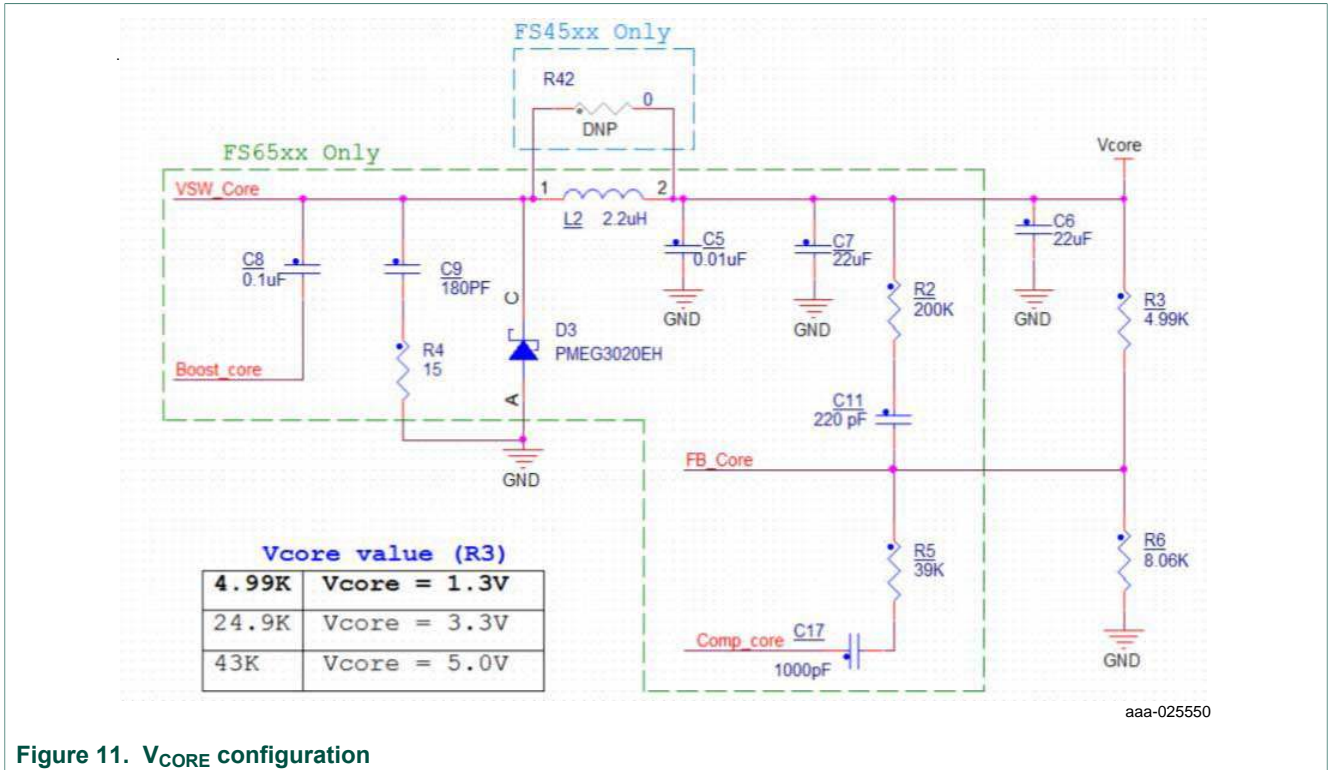 FS45xx Only
R42
0
DNP
FS65xx Only
Vcore
VSW_Core
1
2
L2 2.2uH
C8
0.1uF
C9
180PF
C5
0.01uF
C7
22uF
C6
22uF
R2
200K
R3
4.99K
GND
GND
GND
C
D3
PMEG3020EH
R4
15
Boost_core
A
C11
220 pF
GND
FB_Core
R5
39K
R6
8.06K
Comp_core
C17
1000pF
GND
Vcore value (R3)
4.99K Vcore = 1.3V
24.9K Vcore = 3.3V
43K Vcore = 5.0V
aaa-025550
Figure 11. VCORE configuration